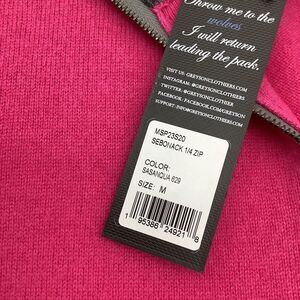 Throw me to the
wolves
I will return
leading the pack.
VISIT US: GREYSONCLOTHIERS.COM
INSTAGRAM: @GREYSONCLOTHIERS
TWITTER: @GREYSONCLOTHIERS
FACEBOOK: FACEBOOK.COM/GREYSON
SUPPORT: INFO@GREYSONCLOTHIERS.COM
MSP23S20
SEBONACK 1/4 ZIP
COLOR:
SASANQUA 629
SIZE: M
1 95386 24921 8